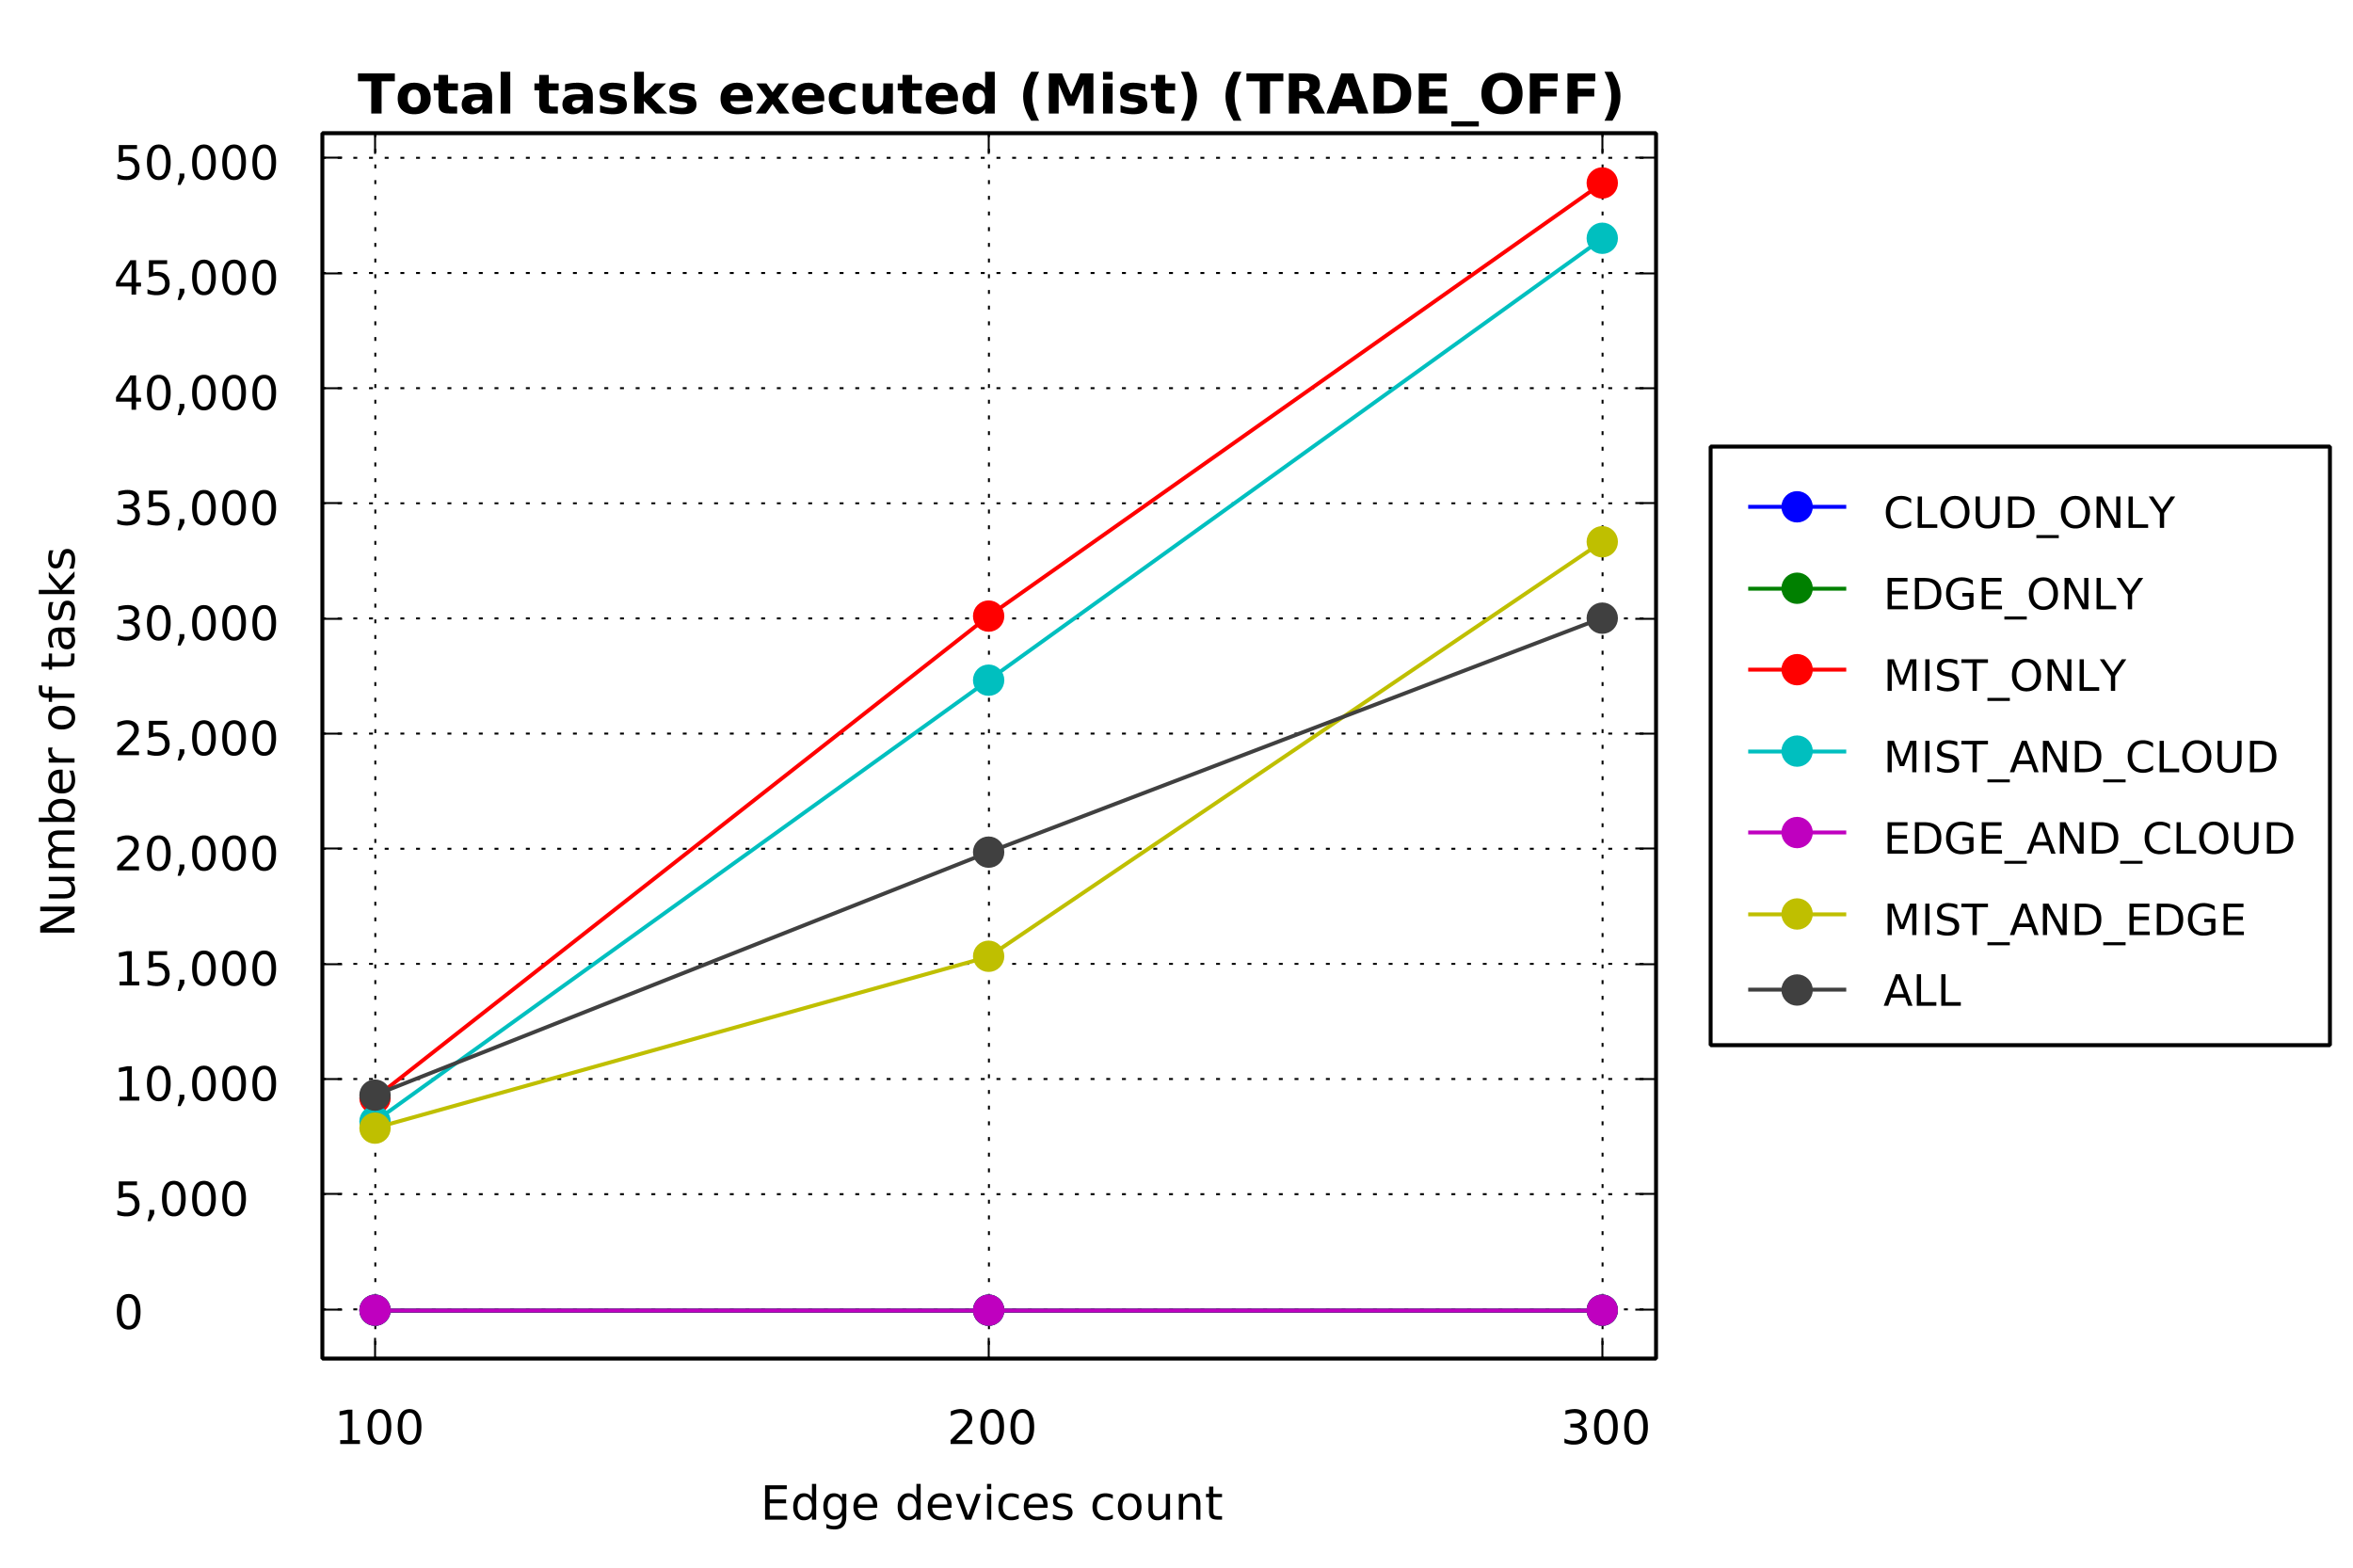 Total tasks executed (Mist) (TRADE_OFF)
50,000
45,000
40,000
35,000
30,000
25,000
20,000
15,000
10,000
5,000
0
Number of tasks
100
200
300
Edge devices count
CLOUD_ONLY
EDGE_ONLY
MIST_ONLY
MIST_AND_CLOUD
EDGE_AND_CLOUD
MIST_AND_EDGE
ALL